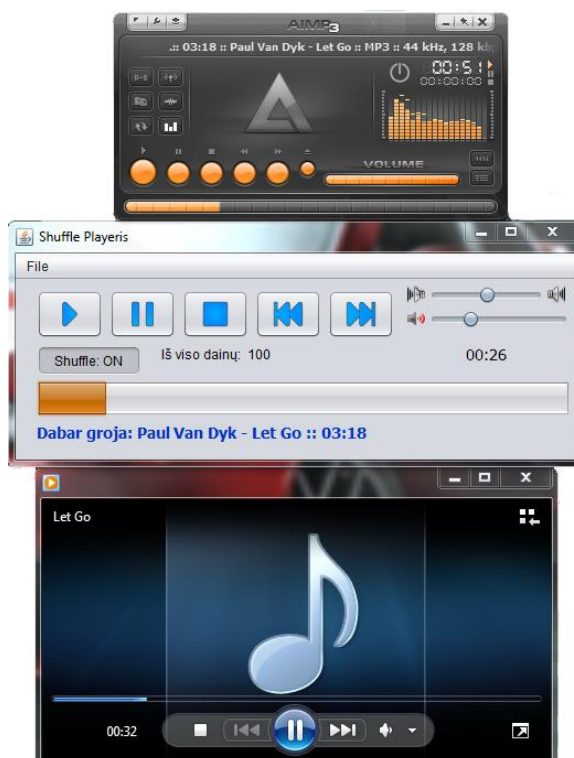 AIMP3
.:: 03:18 :: Paul Van Dyk - Let Go :: MP3 :: 44 kHz, 128 kb
00:51
00:00:00
VOLUME
Shuffle Playeris
File
Shuffle: ON
Iš viso dainų: 100
00:26
Dabar groja: Paul Van Dyk - Let Go :: 03:18
Let Go
00:32